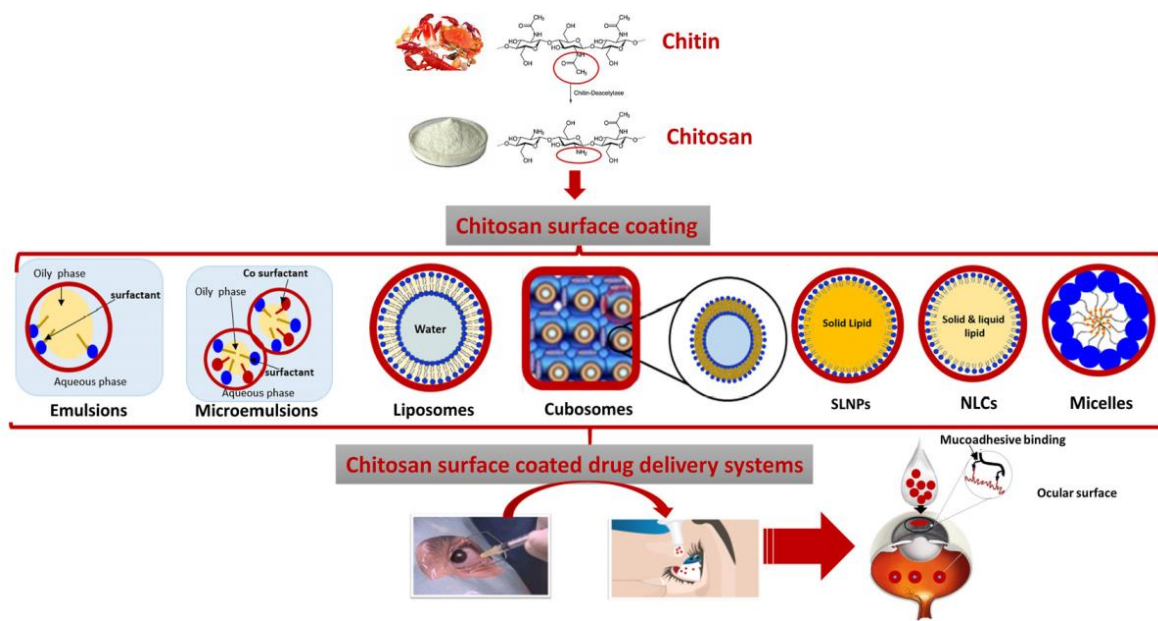 Chitin
Chitin-Deacetylase
Chitosan
Chitosan surface coating
Oily phase
surfactant
Aqueous phase
Emulsions
Co surfactant
Oily phase
surfactant
Aqueous phase
Microemulsions
Water
Liposomes
Cubosomes
Solid Lipid
SLNPs
Solid & liquid
lipid
NLCs
Micelles
Chitosan surface coated drug delivery systems
Mucoadhesive binding
Ocular surface